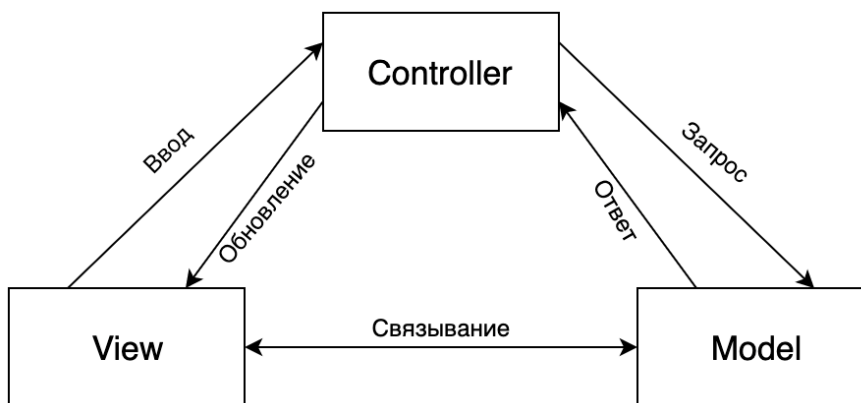 Controller
Ввод
Обновление
Ответ
Запрос
View
Связывание
Model